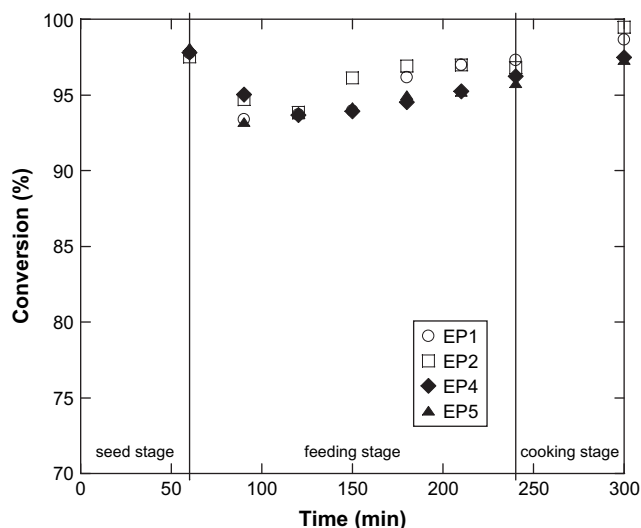 100
95
90
85
80
75
70
Conversion (%)
EP1
EP2
EP4
EP5
seed stage
feeding stage
cooking stage
0
50
100
150
200
250
300
Time (min)